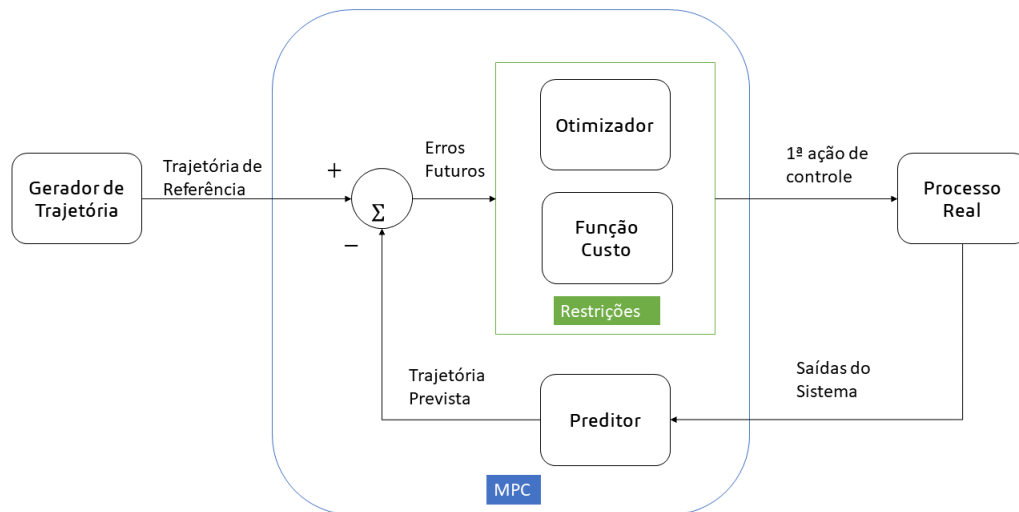 Gerador de
Trajetória
Trajetória de
Referência
+
Σ
−
Erros
Futuros
Otimizador
Função
Custo
Restrições
1ª ação de
controle
Processo
Real
Saídas do
Sistema
Preditor
Trajetória
Prevista
MPC